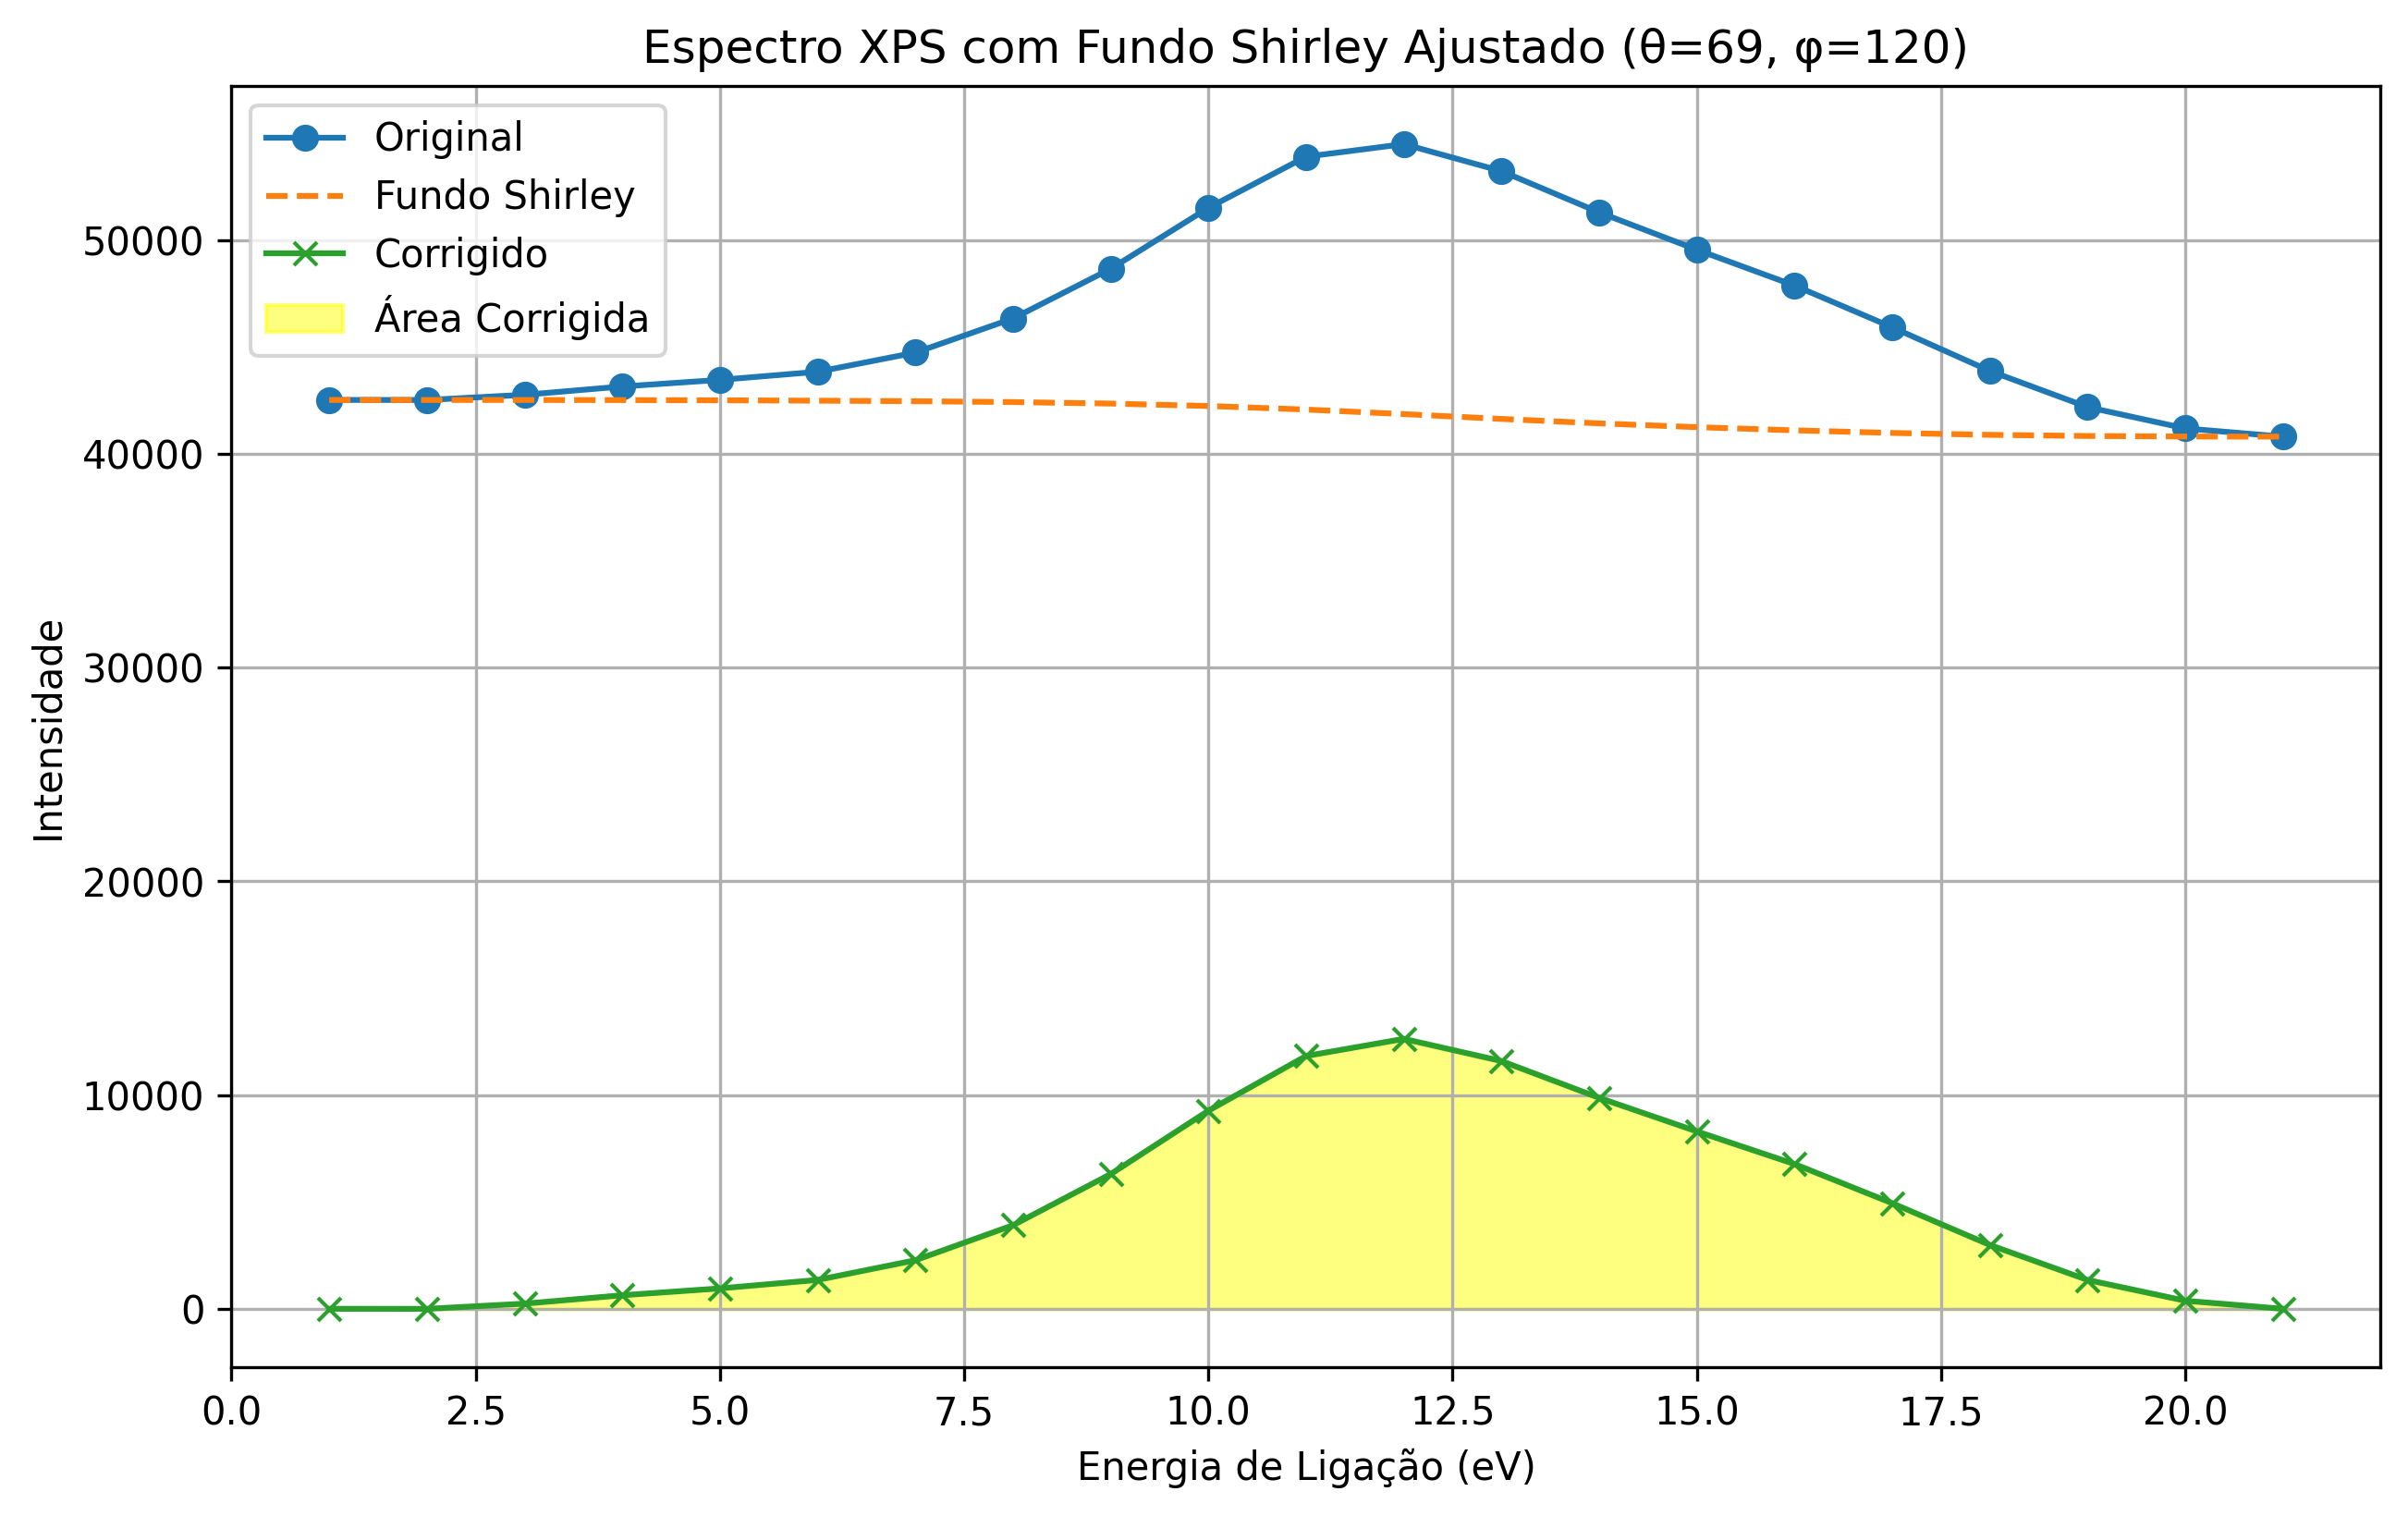 Espectro XPS com Fundo Shirley Ajustado (θ=69, φ=120)
Original
Fundo Shirley
Corrigido
Área Corrigida
Intensidade
50000
40000
30000
20000
10000
0
0.0 2.5 5.0 7.5 10.0 12.5 15.0 17.5 20.0
Energia de Ligação (eV)